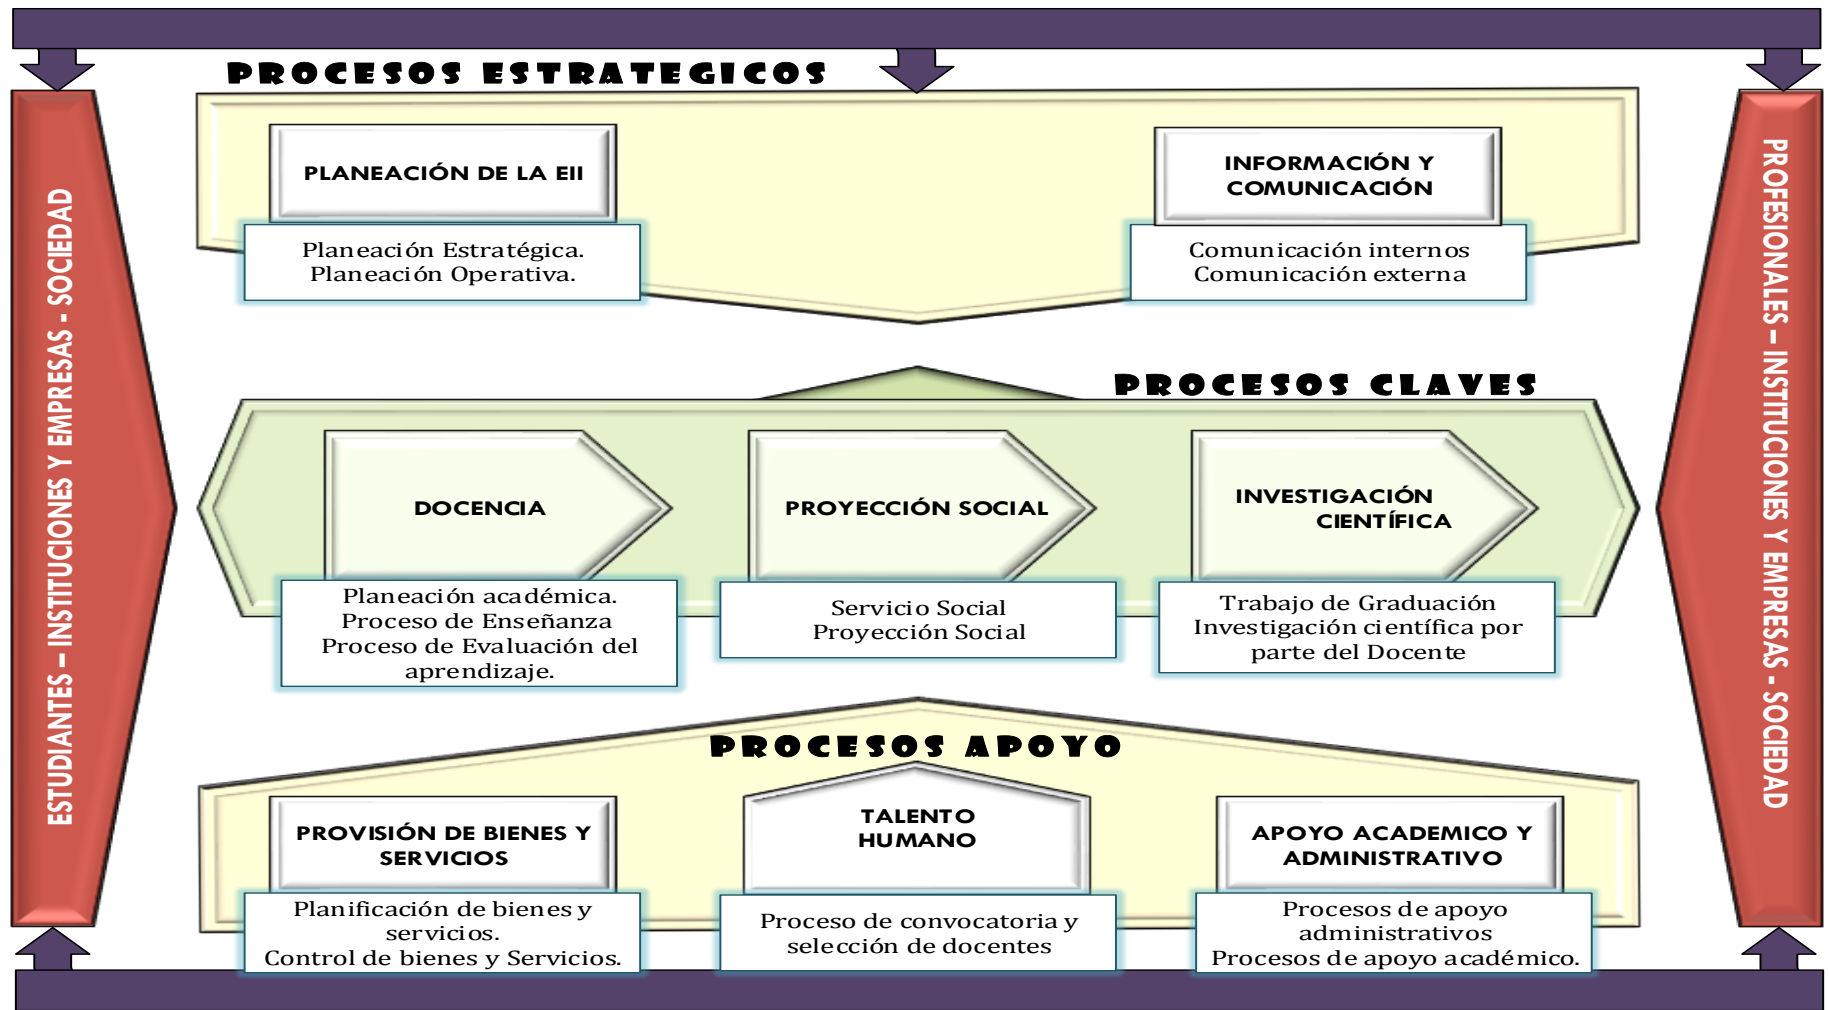 PROCESOS ESTRATEGICOS
PLANEACIÓN DE LA EII
Planeación Estratégica.
Planeación Operativa.
INFORMACIÓN Y
COMUNICACIÓN
Comunicación internos
Comunicación externa
ESTUDIANTES – INSTITUCIONES Y EMPRESAS - SOCIEDAD
PROCESOS CLAVES
DOCENCIA
Planeación académica.
Proceso de Enseñanza
Proceso de Evaluación del
aprendizaje.
PROYECCIÓN SOCIAL
Servicio Social
Proyección Social
INVESTIGACIÓN
CIENTÍFICA
Trabajo de Graduación
Investigación científica por
parte del Docente
PROFESIONALES – INSTITUCIONES Y EMPRESAS - SOCIEDAD
PROCESOS APOYO
PROVISIÓN DE BIENES Y
SERVICIOS
Planificación de bienes y
servicios.
Control de bienes y Servicios.
TALENTO
HUMANO
Proceso de convocatoria y
selección de docentes
APOYO ACADEMICO Y
ADMINISTRATIVO
Procesos de apoyo
administrativos
Procesos de apoyo académico.